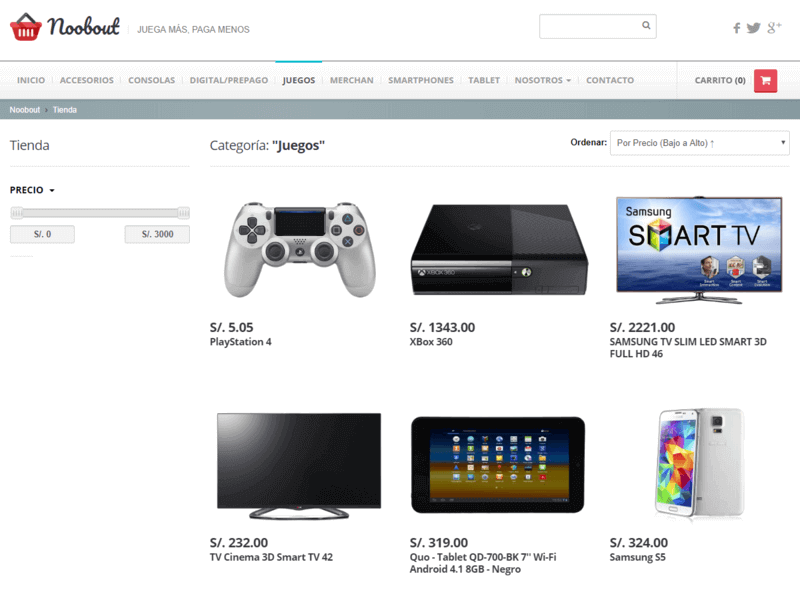 Noobout
JUEGA MÁS, PAGA MENOS
INICIO ACCESORIOS CONSOLAS DIGITAL/PREPAGO JUEGOS MERCHAN SMARTPHONES TABLET NOSOTROS CONTACTO CARRITO (0)
Noobout > Tienda
Tienda
Categoría: "Juegos"
Ordenar: Por Precio (Bajo a Alto) ↑
PRECIO
S/. 0 S/. 3000
XBOX 360
Samsung
SMART TV
S/. 5.05
PlayStation 4
S/. 1343.00
XBox 360
S/. 2221.00
SAMSUNG TV SLIM LED SMART 3D
FULL HD 46
S/. 232.00
TV Cinema 3D Smart TV 42
S/. 319.00
Quo - Tablet QD-700-BK 7" Wi-Fi
Android 4.1 8GB - Negro
S/. 324.00
Samsung S5